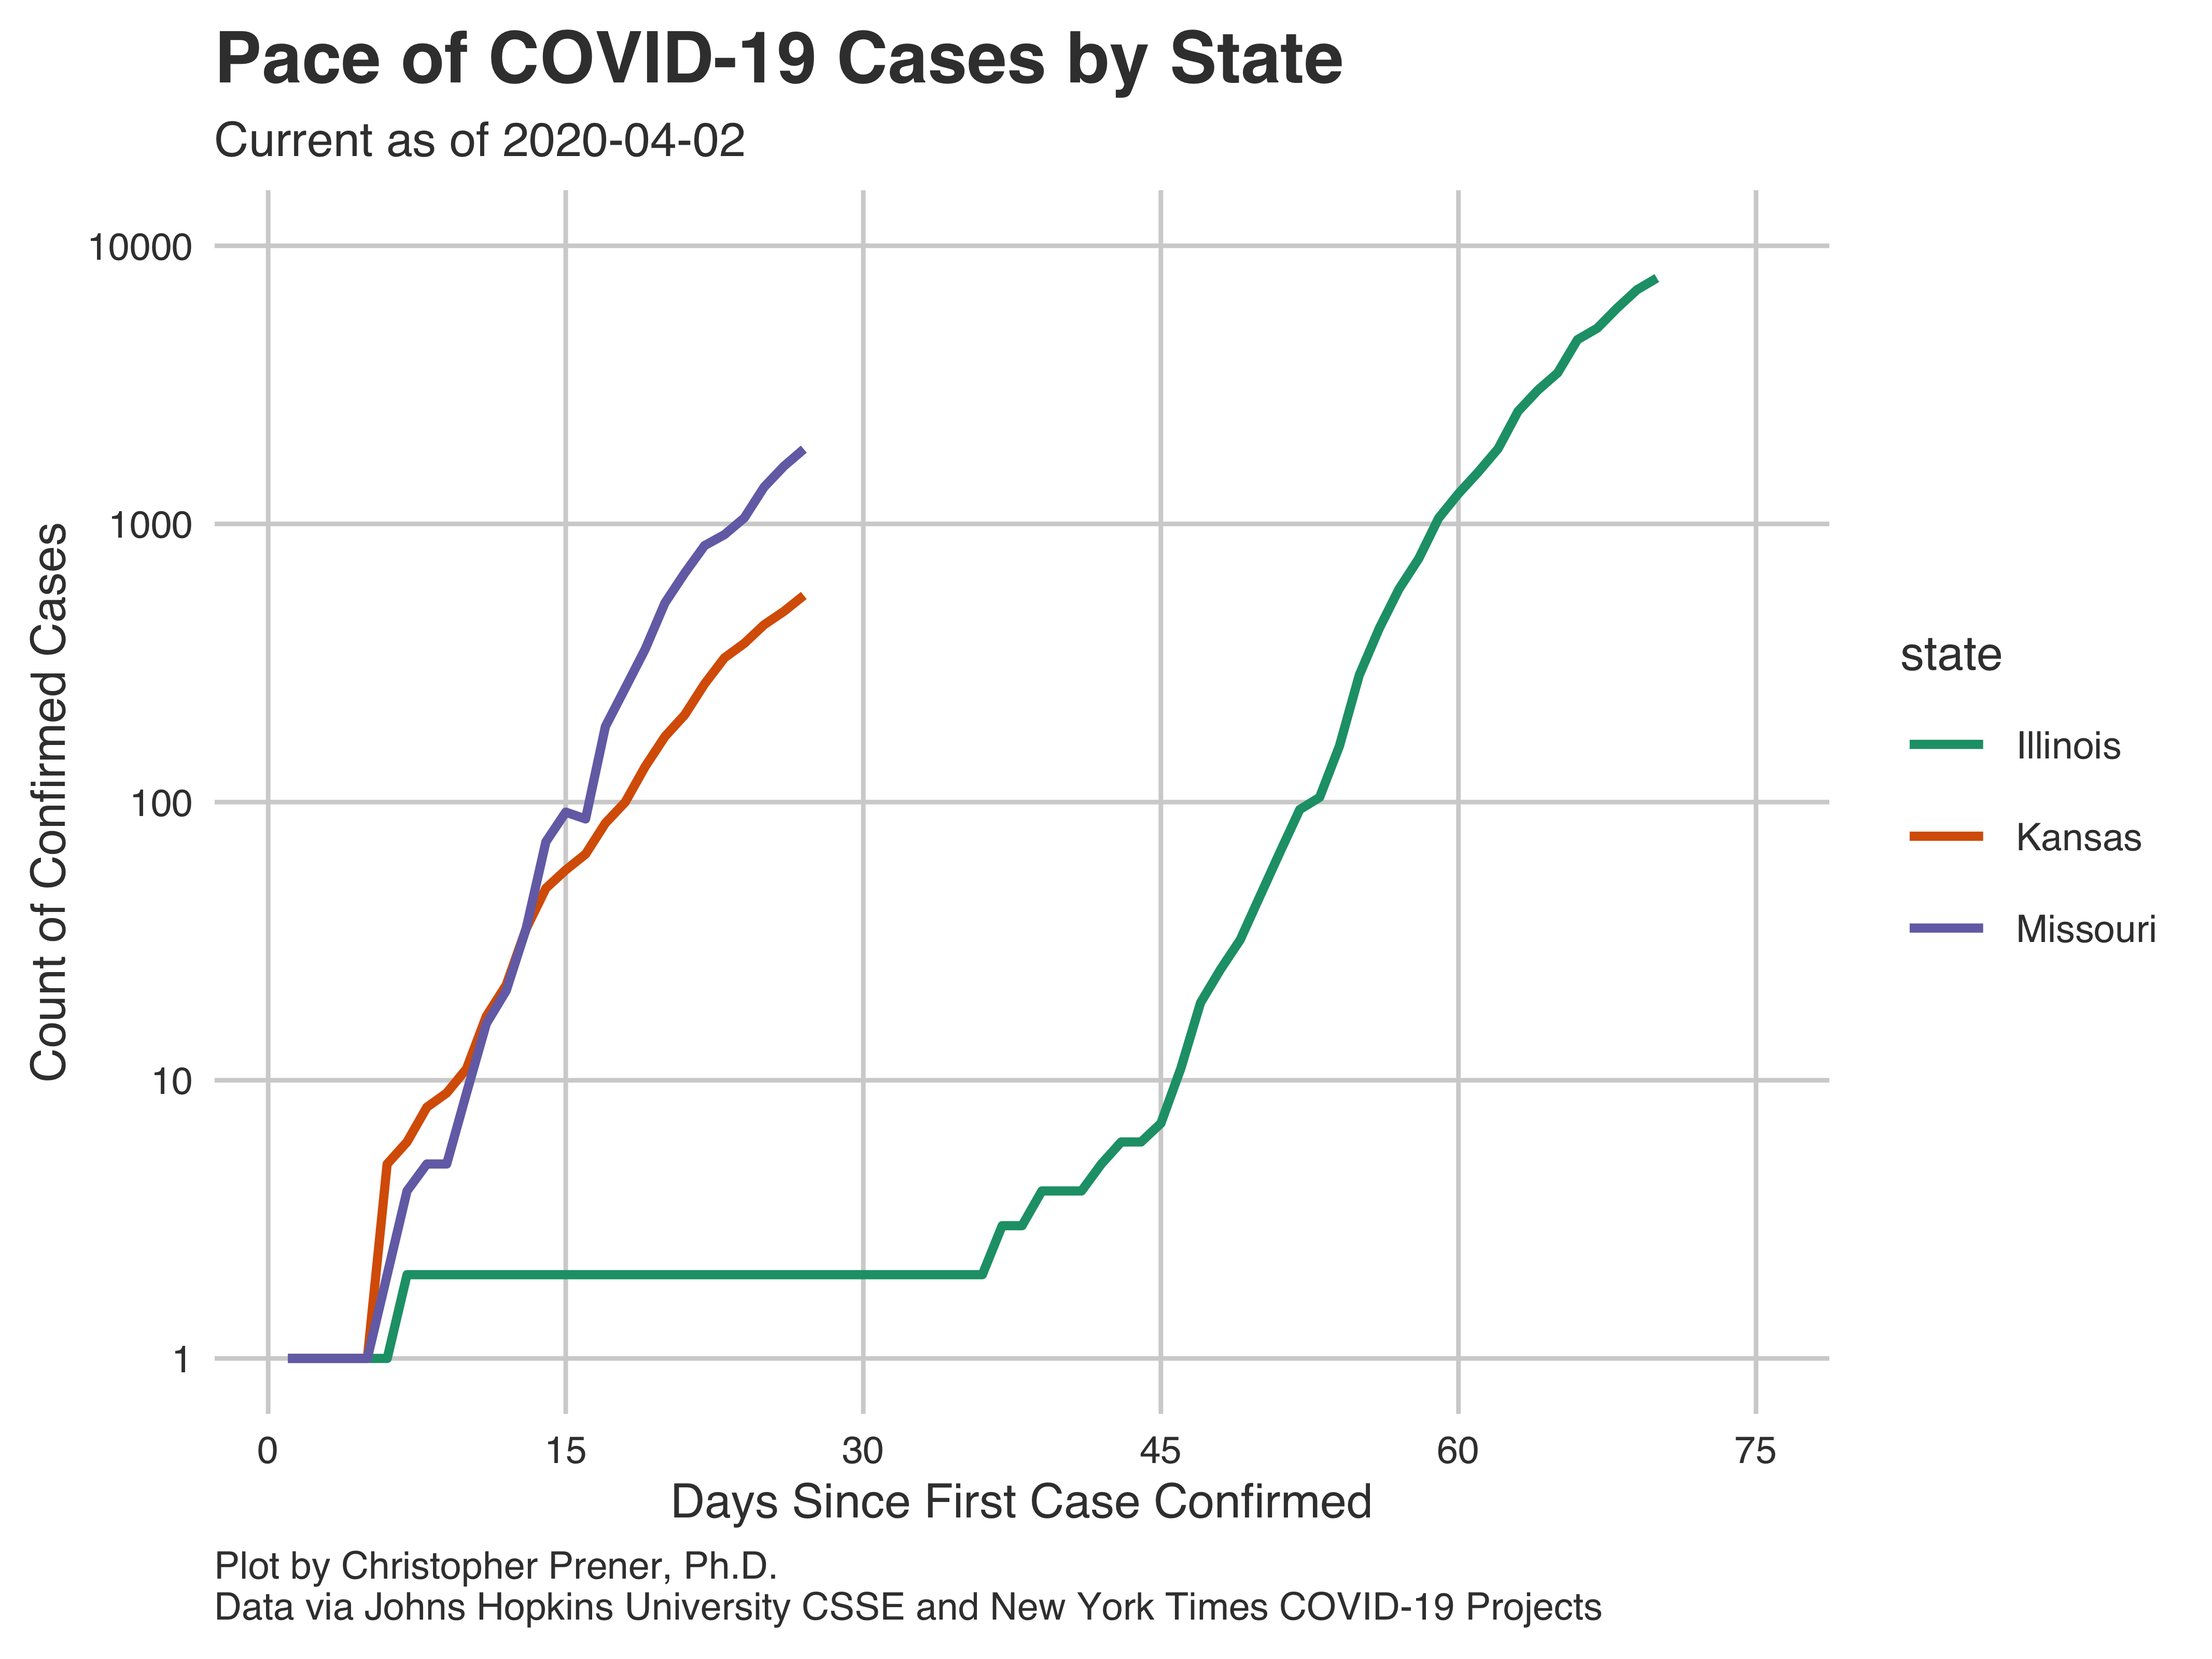 Pace of COVID-19 Cases by State
Current as of 2020-04-02
10000
1000
100
10
1
Count of Confirmed Cases
0 15 30 45 60 75
Days Since First Case Confirmed
state
Illinois
Kansas
Missouri
Plot by Christopher Prener, Ph.D.
Data via Johns Hopkins University CSSE and New York Times COVID-19 Projects